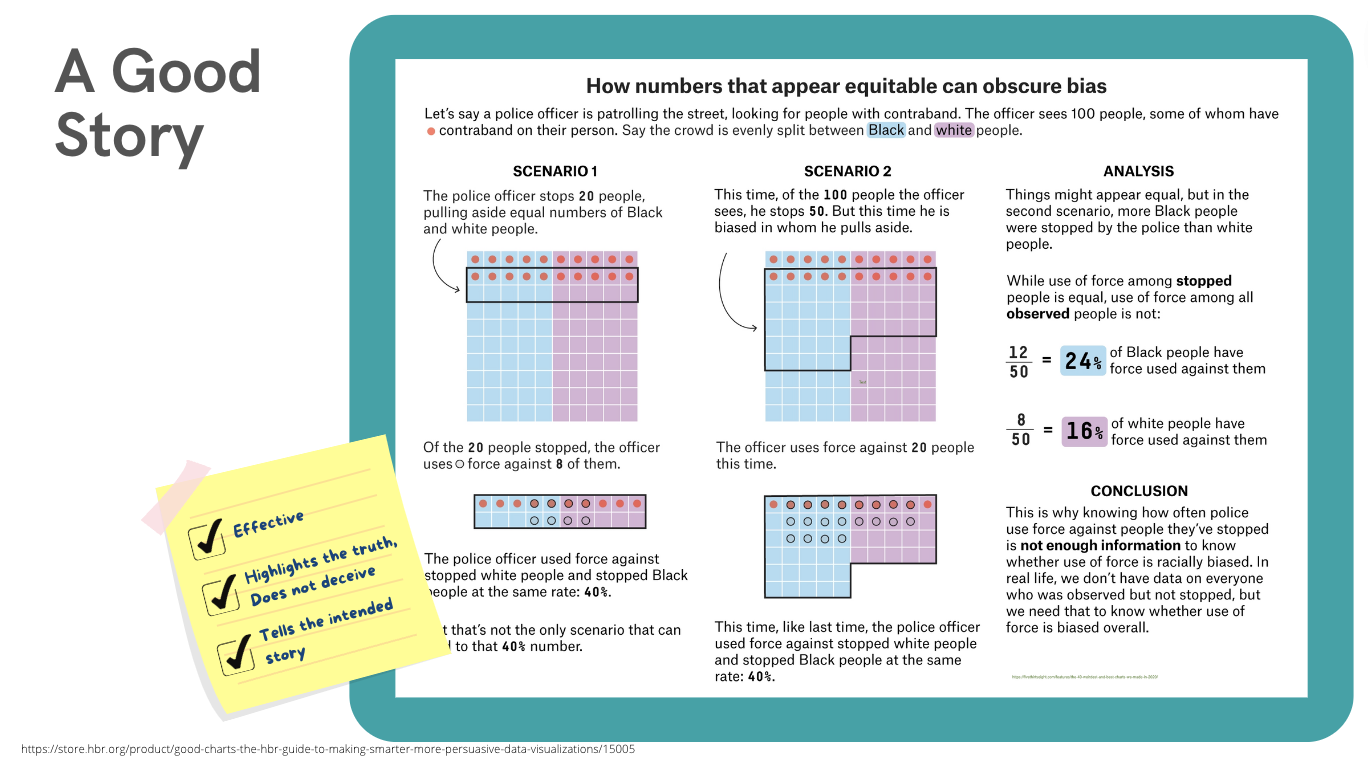 A Good
Story
How numbers that appear equitable can obscure bias
Let's say a police officer is patrolling the street, looking for people with contraband. The officer sees 100 people, some of whom have
contraband on their person. Say the crowd is evenly split between Black and white people.
SCENARIO 1
The police officer stops 20 people,
pulling aside equal numbers of Black
and white people.
Of the 20 people stopped, the officer
uses force against 8 of them.
The police officer used force against
stopped white people and stopped Black
people at the same rate: 40%.
t that's not the only scenario that can
to that 40% number.
SCENARIO 2
This time, of the 100 people the officer
sees, he stops 50. But this time he is
biased in whom he pulls aside.
The officer uses force against 20 people
this time.
This time, like last time, the police officer
used force against stopped white people
and stopped Black people at the same
rate: 40%.
ANALYSIS
Things might appear equal, but in the
second scenario, more Black people
were stopped by the police than white
people.
While use of force among stopped
people is equal, use of force among all
observed people is not:
12
50
= 24% of Black people have
force used against them
8
50
= 16% of white people have
force used against them
CONCLUSION
This is why knowing how often police
use force against people they've stopped
is not enough information to know
whether use of force is racially biased. In
real life, we don't have data on everyone
who was observed but not stopped, but
we need that to know whether use of
force is biased overall.
Effective
Highlights the truth,
Does not deceive
Tells the intended
story
https://store.hbr.org/product/good-charts-the-hbr-guide-to-making-smarter-more-persuasive-data-visualizations/15005